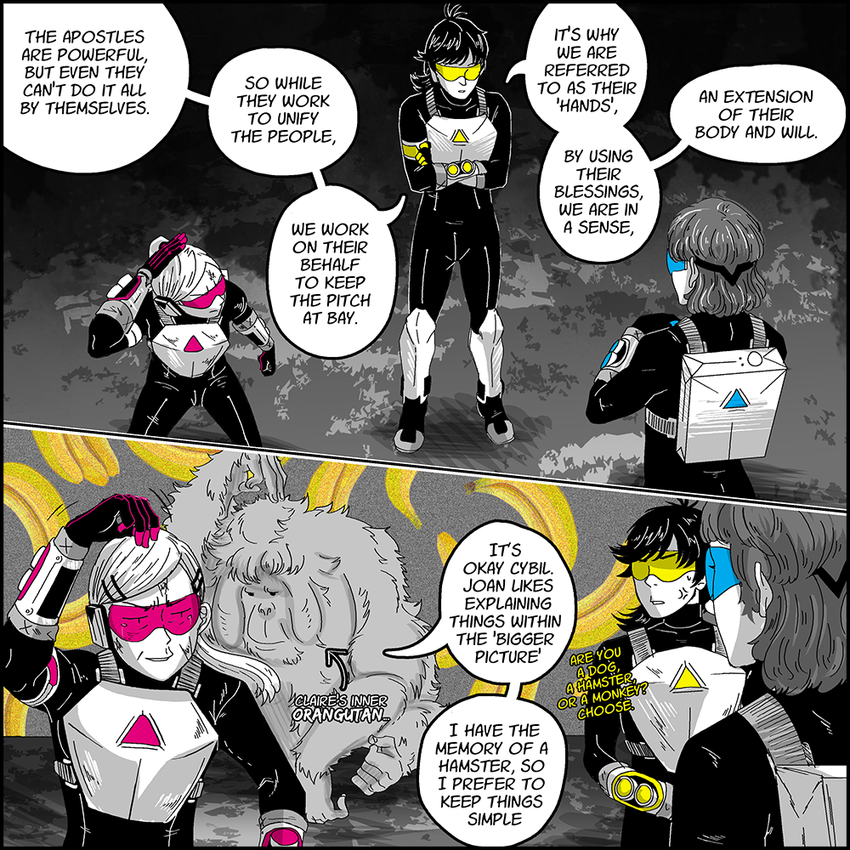 THE APOSTLES
ARE POWERFUL,
BUT EVEN THEY
CAN'T DO IT ALL
BY THEMSELVES.
SO WHILE
THEY WORK
TO UNIFY
THE PEOPLE,
WE WORK
ON THEIR
BEHALF
TO KEEP
THE PITCH
AT BAY.
IT'S WHY
WE ARE
REFERRED
TO AS THEIR
'HANDS',
AN EXTENSION
OF THEIR
BODY AND WILL.
BY USING
THEIR
BLESSINGS,
WE ARE IN
A SENSE,
IT'S
OKAY CYBIL.
JOAN LIKES
EXPLAINING
THINGS WITHIN
THE 'BIGGER
PICTURE'
I HAVE THE
MEMORY OF A
HAMSTER, SO
I PREFER TO
KEEP THINGS
SIMPLE
CLAIRE'S INNER
ORANGUTAN...
ARE YOU
A DOG,
A HAMSTER,
OR A MONKEY?
CHOOSE.